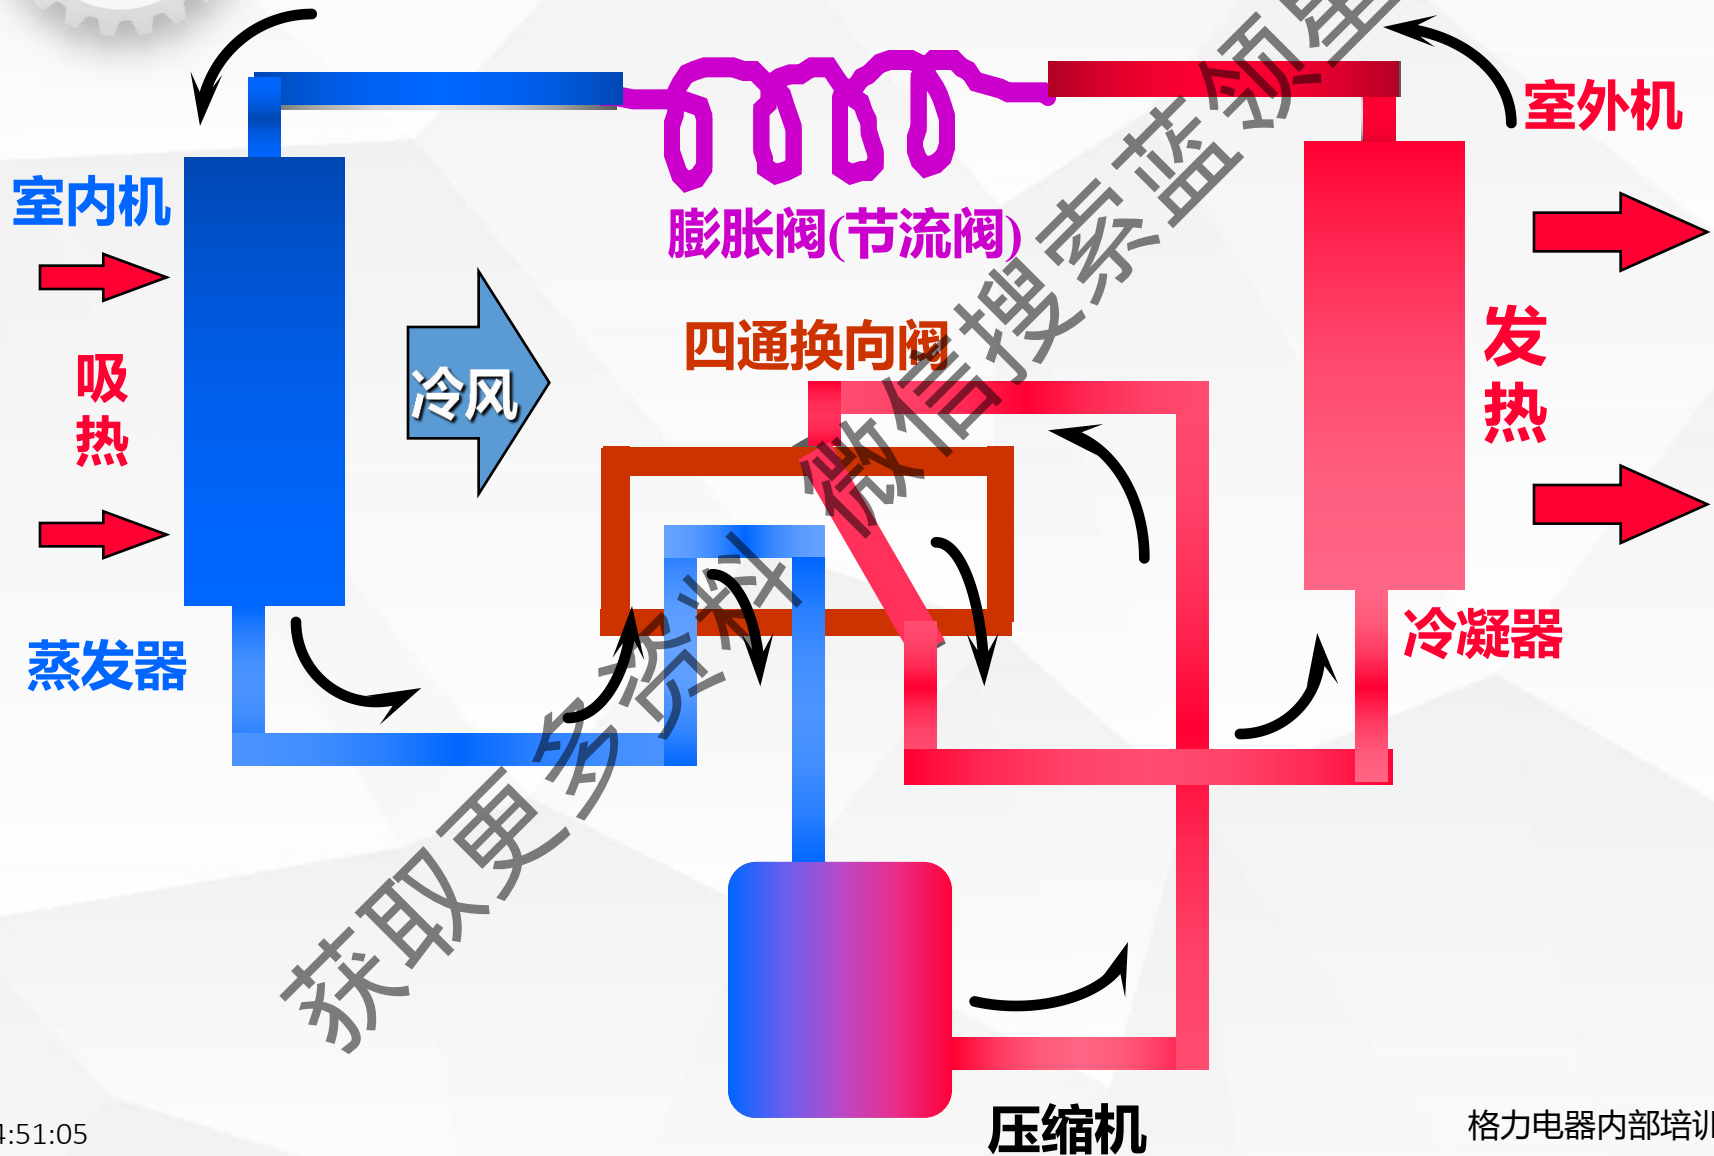 室外机
室内机
膨胀阀(节流阀)
四通换向阀
吸
热
冷风
发
热
蒸发器
冷凝器
压缩机
获取更多资料 微信搜索蓝领星
4:51:05
格力电器内部培训